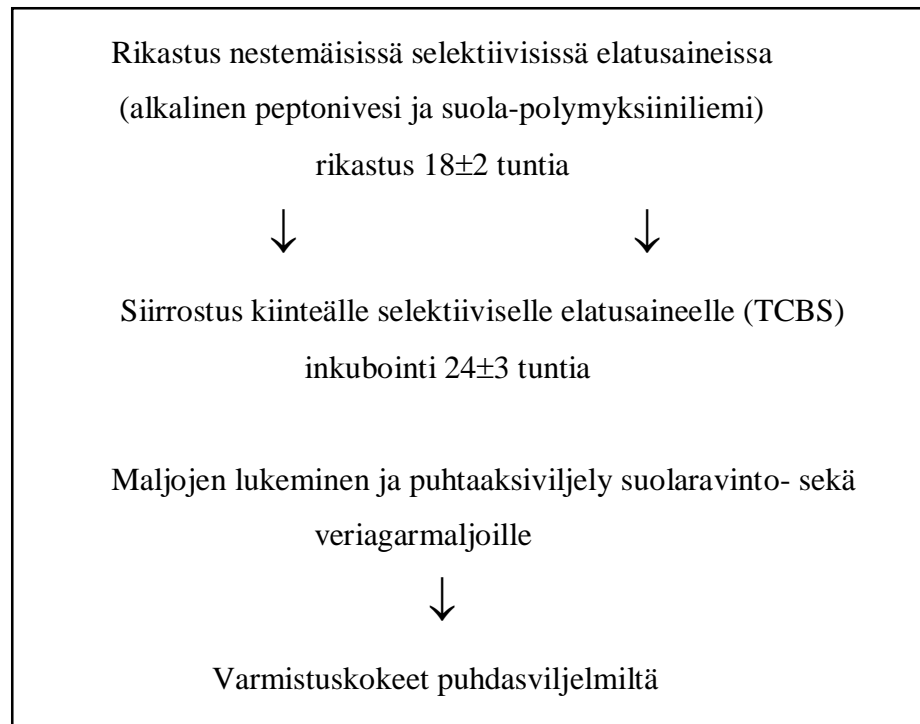 Rikastus nestemäisissä selektiivisissä elatusaineissa
(alkalinen peptonivesi ja suola-polymyksiiniliemi)
rikastus 18±2 tuntia
↓ ↓
Siirrostus kiinteälle selektiiviselle elatusaineelle (TCBS)
inkubointi 24±3 tuntia
Maljojen lukeminen ja puhtaaksiviljely suolaravinto- sekä
veriagarmaljoille
↓
Varmistuskokeet puhdasviljelmiltä